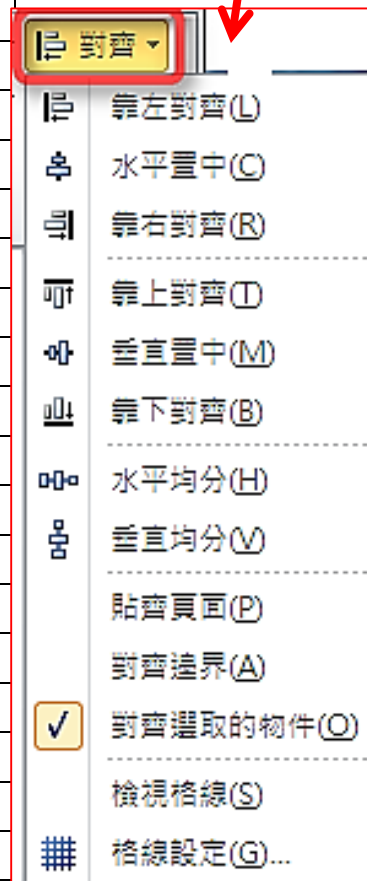 對齊
靠左對齊(L)
水平置中(C)
靠右對齊(R)
靠上對齊(T)
垂直置中(M)
靠下對齊(B)
水平均分(H)
垂直均分(V)
貼齊頁面(P)
對齊邊界(A)
對齊選取的物件(O)
檢視格線(S)
格線設定(G)...